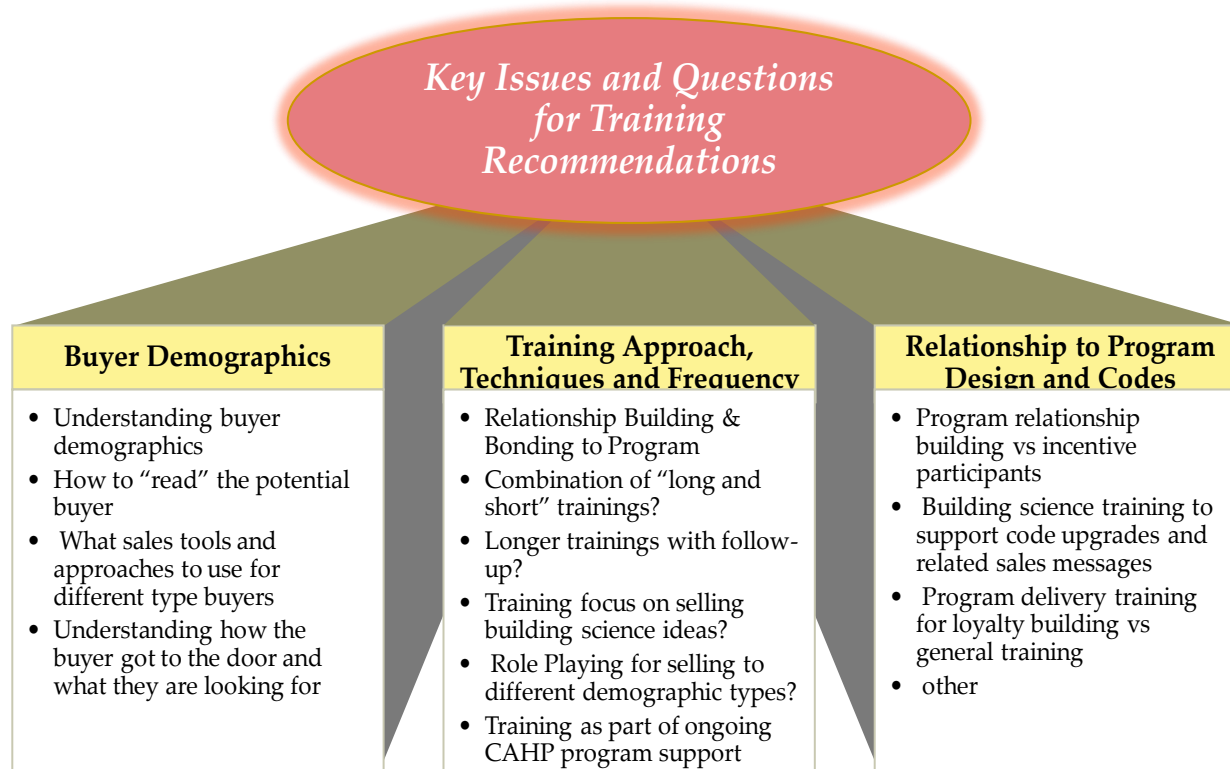 Key Issues and Questions
for Training
Recommendations
Buyer Demographics
• Understanding buyer
demographics
• How to “read” the potential
buyer
• What sales tools and
approaches to use for
different type buyers
• Understanding how the
buyer got to the door and
what they are looking for
Training Approach,
Techniques and Frequency
• Relationship Building &
Bonding to Program
• Combination of “long and
short” trainings?
• Longer trainings with follow-
up?
• Training focus on selling
building science ideas?
• Role Playing for selling to
different demographic types?
• Training as part of ongoing
CAHP program support
Relationship to Program
Design and Codes
• Program relationship
building vs incentive
participants
• Building science training to
support code upgrades and
related sales messages
• Program delivery training
for loyalty building vs
general training
• other